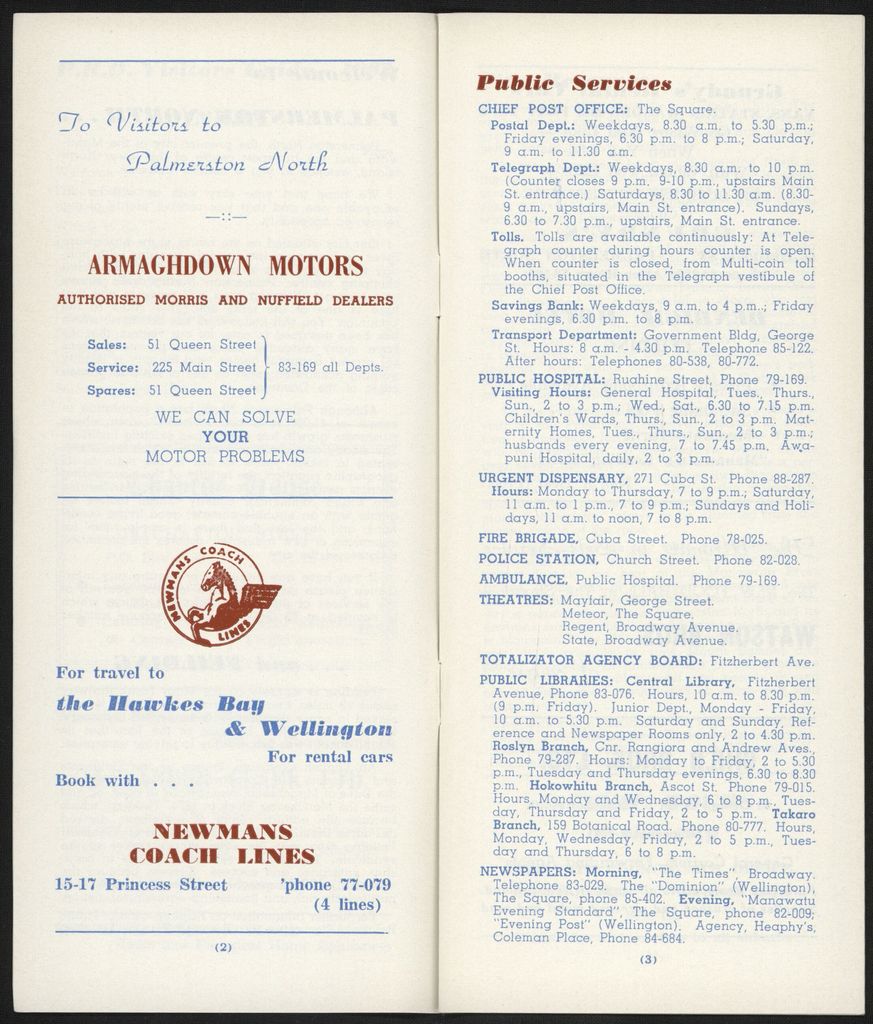 To Visitors to
Palmerston North
—::—
ARMAGHDOWN MOTORS
AUTHORISED MORRIS AND NUFFIELD DEALERS
Sales: 51 Queen Street
Service: 225 Main Street } 83-169 all Depts.
Spares: 51 Queen Street
WE CAN SOLVE
YOUR
MOTOR PROBLEMS
NEWMANS COACH LINES
For travel to
the Hawkes Bay
& Wellington
For rental cars
Book with . . .
NEWMANS
COACH LINES
15-17 Princess Street 'phone 77-079
(4 lines)
(2)
Public Services
CHIEF POST OFFICE: The Square.
Postal Dept.: Weekdays, 8.30 a.m. to 5.30 p.m.;
Friday evenings, 6.30 p.m. to 8 p.m.; Saturday,
9 a.m. to 11.30 a.m.
Telegraph Dept.: Weekdays, 8.30 a.m. to 10 p.m.
(Counter closes 9 p.m. 9-10 p.m., upstairs Main
St. entrance.) Saturdays, 8.30 to 11.30 a.m. (8.30-
9 a.m., upstairs, Main St. entrance). Sundays,
6.30 to 7.30 p.m., upstairs, Main St. entrance.
Tolls. Tolls are available continuously: At Tele-
graph counter during hours counter is open.
When counter is closed, from Multi-coin toll
booths, situated in the Telegraph vestibule of
the Chief Post Office.
Savings Bank: Weekdays, 9 a.m. to 4 p.m..; Friday
evenings, 6.30 p.m. to 8 p.m.
Transport Department: Government Bldg, George
St. Hours: 8 a.m. - 4.30 p.m. Telephone 85-122.
After hours: Telephones 80-538, 80-772.
PUBLIC HOSPITAL: Ruahine Street, Phone 79-169.
Visiting Hours: General Hospital, Tues., Thurs.,
Sun., 2 to 3 p.m.; Wed., Sat., 6.30 to 7.15 p.m.
Children's Wards, Thurs., Sun., 2 to 3 p.m. Mat-
ernity Homes, Tues., Thurs., Sun., 2 to 3 p.m.;
husbands every evening, 7 to 7.45 p.m. Awa-
puni Hospital, daily, 2 to 3 p.m.
URGENT DISPENSARY, 271 Cuba St. Phone 88-287.
Hours: Monday to Thursday, 7 to 9 p.m.; Saturday,
11 a.m. to 1 p.m., 7 to 9 p.m.; Sundays and Holi-
days, 11 a.m. to noon, 7 to 8 p.m.
FIRE BRIGADE, Cuba Street. Phone 78-025.
POLICE STATION, Church Street. Phone 82-028.
AMBULANCE, Public Hospital. Phone 79-169.
THEATRES: Mayfair, George Street.
Meteor, The Square.
Regent, Broadway Avenue.
State, Broadway Avenue.
TOTALIZATOR AGENCY BOARD: Fitzherbert Ave.
PUBLIC LIBRARIES: Central Library, Fitzherbert
Avenue, Phone 83-076. Hours, 10 a.m. to 8.30 p.m.
(9 p.m. Friday). Junior Dept., Monday - Friday,
10 a.m. to 5.30 p.m. Saturday and Sunday, Ref-
erence and Newspaper Rooms only, 2 to 4.30 p.m.
Roslyn Branch, Cnr. Rangiora and Andrew Aves.,
Phone 79-287. Hours: Monday to Friday, 2 to 5.30
p.m., Tuesday and Thursday evenings, 6.30 to 8.30
p.m. Hokowhitu Branch, Ascot St. Phone 79-015.
Hours, Monday and Wednesday, 6 to 8 p.m., Tues-
day, Thursday and Friday, 2 to 5 p.m. Takaro
Branch, 159 Botanical Road. Phone 80-777. Hours,
Monday, Wednesday, Friday, 2 to 5 p.m., Tues-
day and Thursday, 6 to 8 p.m.
NEWSPAPERS: Morning, "The Times", Broadway.
Telephone 83-029. The "Dominion" (Wellington),
The Square, phone 85-402. Evening, "Manawatu
Evening Standard", The Square, phone 82-009;
"Evening Post" (Wellington). Agency, Heaphy's,
Coleman Place, Phone 84-684.
(3)